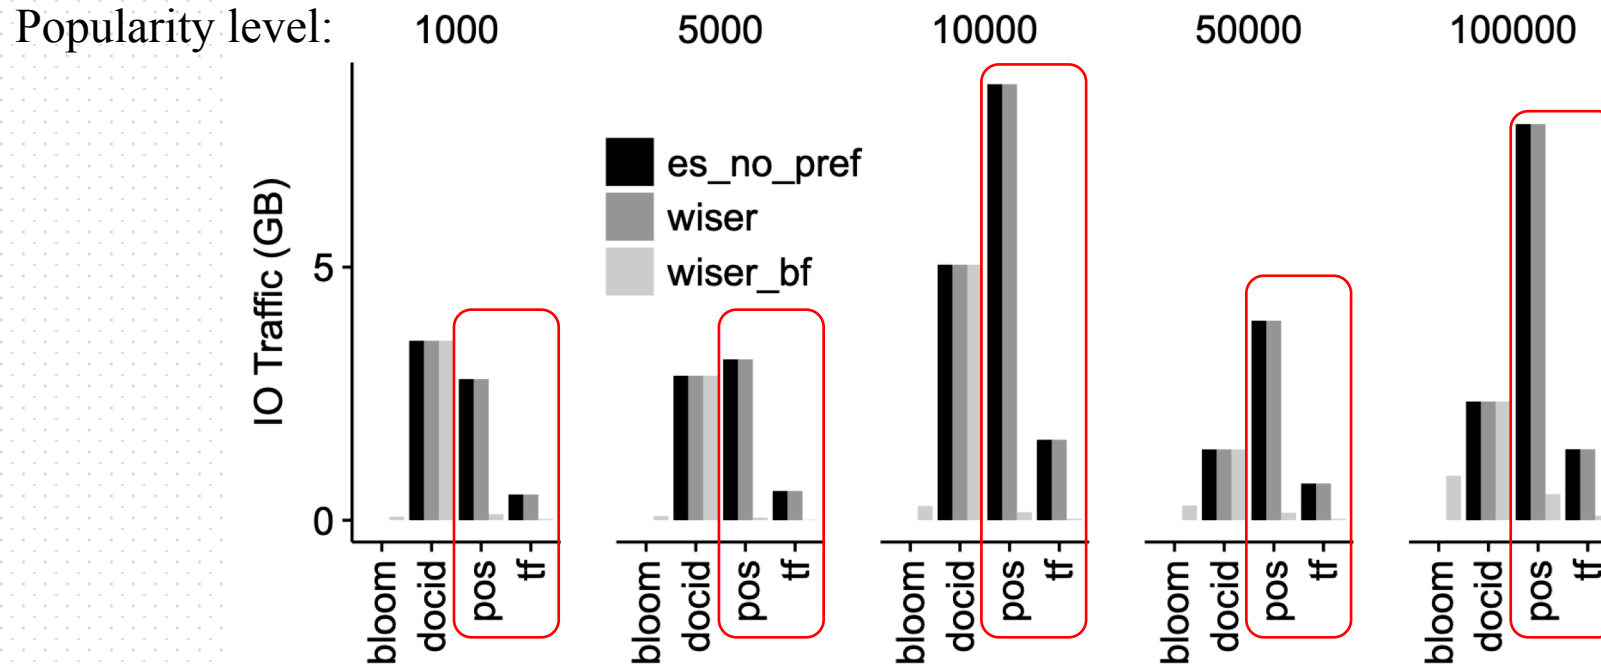 Popularity level: 1000 5000 10000 50000 100000
es_no_pref
wiser
wiser_bf
IO Traffic (GB)
5
0
bloom docid pos tf bloom docid pos tf bloom docid pos tf bloom docid pos tf bloom docid pos tf